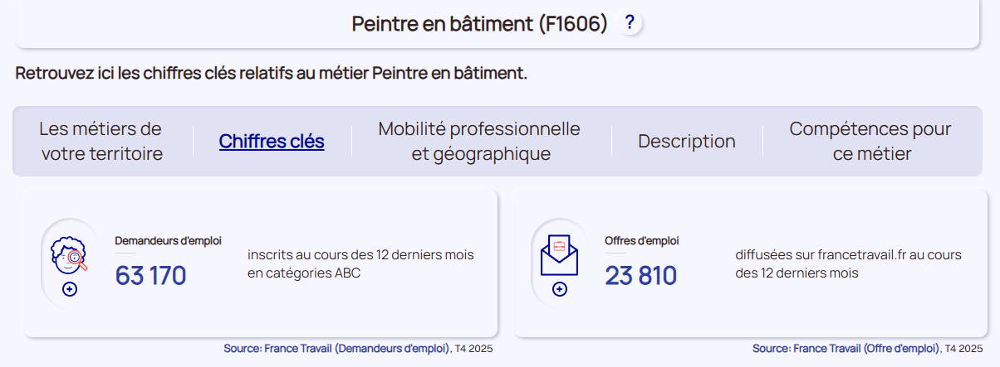 Peintre en bâtiment (F1606) ?
Retrouvez ici les chiffres clés relatifs au métier Peintre en bâtiment.
Les métiers de
votre territoire
Chiffres clés
Mobilité professionnelle
et géographique
Description
Compétences pour
ce métier
Demandeurs d'emploi
63 170
inscrits au cours des 12 derniers mois
en catégories ABC
Source: France Travail (Demandeurs d'emploi), T4 2025
Offres d'emploi
23 810
diffusées sur francetravail.fr au cours
des 12 derniers mois
Source: France Travail (Offre d'emploi), T4 2025